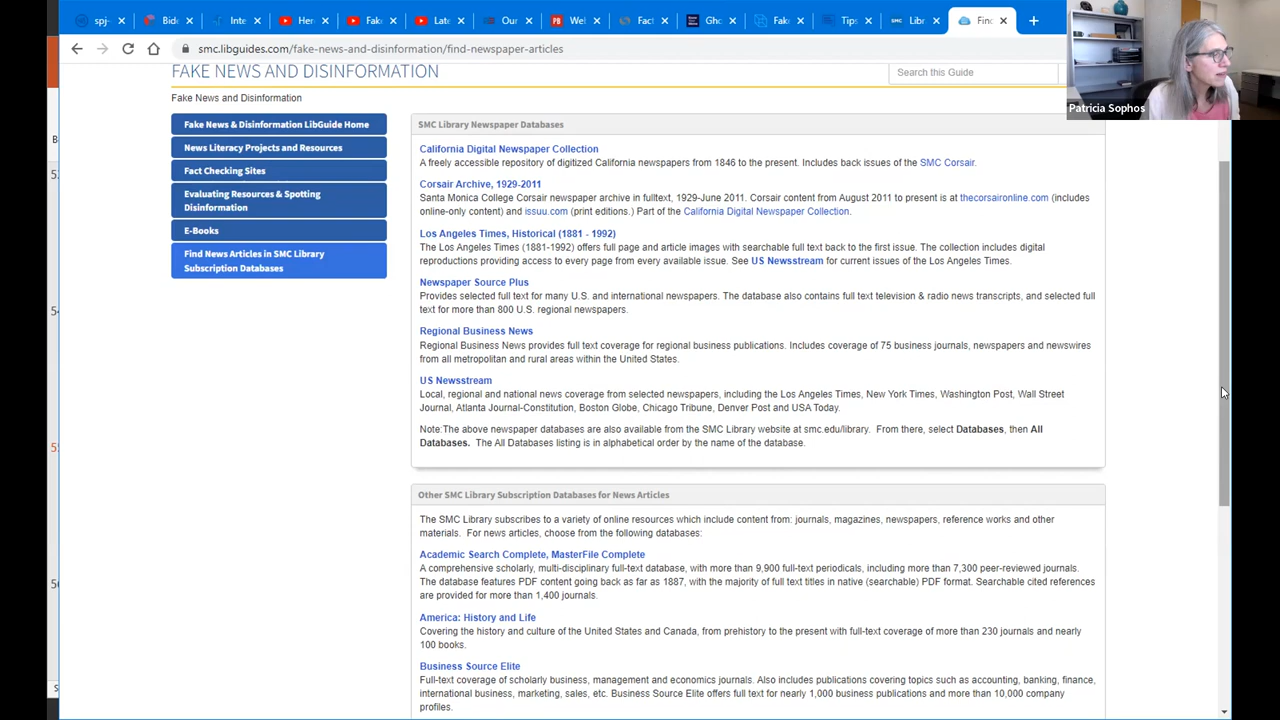 spj-
Bide
Inte
Her
Fake
Late
Our
PB Wel
Fact
Ghc
Fake
Tips
SMC Libr
Find
smc.libguides.com/fake-news-and-disinformation/find-newspaper-articles
Patricia Sophos
FAKE NEWS AND DISINFORMATION
Search this Guide
Fake News and Disinformation
Fake News & Disinformation LibGuide Home
News Literacy Projects and Resources
Fact Checking Sites
Evaluating Resources & Spotting
Disinformation
E-Books
Find News Articles in SMC Library
Subscription Databases
SMC Library Newspaper Databases
California Digital Newspaper Collection
A freely accessible repository of digitized California newspapers from 1846 to the present. Includes back issues of the SMC Corsair.
Corsair Archive, 1929-2011
Santa Monica College Corsair newspaper archive in fulltext, 1929-June 2011. Corsair content from August 2011 to present is at thecorsaironline.com (includes
online-only content) and issuu.com (print editions.) Part of the California Digital Newspaper Collection.
Los Angeles Times, Historical (1881 - 1992)
The Los Angeles Times (1881-1992) offers full page and article images with searchable full text back to the first issue. The collection includes digital
reproductions providing access to every page from every available issue. See US Newsstream for current issues of the Los Angeles Times.
Newspaper Source Plus
Provides selected full text for many U.S. and international newspapers. The database also contains full text television & radio news transcripts, and selected full
text for more than 800 U.S. regional newspapers.
Regional Business News
Regional Business News provides full text coverage for regional business publications. Includes coverage of 75 business journals, newspapers and newswires
from all metropolitan and rural areas within the United States.
US Newsstream
Local, regional and national news coverage from selected newspapers, including the Los Angeles Times, New York Times, Washington Post, Wall Street
Journal, Atlanta Journal-Constitution, Boston Globe, Chicago Tribune, Denver Post and USA Today.
Note:The above newspaper databases are also available from the SMC Library website at smc.edu/library. From there, select Databases, then All
Databases. The All Databases listing is in alphabetical order by the name of the database.
Other SMC Library Subscription Databases for News Articles
The SMC Library subscribes to a variety of online resources which include content from: journals, magazines, newspapers, reference works and other
materials. For news articles, choose from the following databases:
Academic Search Complete, MasterFile Complete
A comprehensive scholarly, multi-disciplinary full-text database, with more than 9,900 full-text periodicals, including more than 7,300 peer-reviewed journals.
The database features PDF content going back as far as 1887, with the majority of full text titles in native (searchable) PDF format. Searchable cited references
are provided for more than 1,400 journals.
America: History and Life
Covering the history and culture of the United States and Canada, from prehistory to the present with full-text coverage of more than 230 journals and nearly
100 books.
Business Source Elite
Full-text coverage of scholarly business, management and economics journals. Also includes publications covering topics such as accounting, banking, finance,
international business, marketing, sales, etc. Business Source Elite offers full text for nearly 1,000 business publications and more than 10,000 company
profiles.